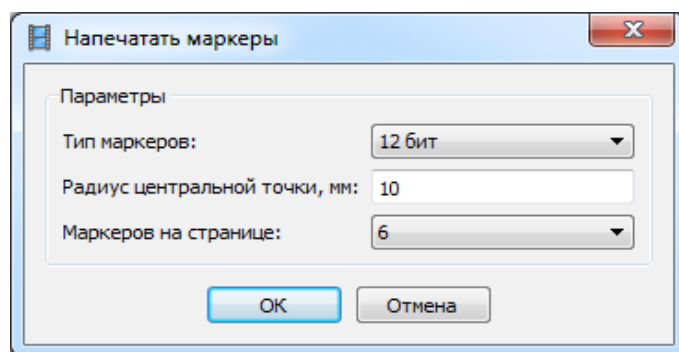 Напечатать маркеры
Параметры
Тип маркеров: 12 бит
Радиус центральной точки, мм: 10
Маркеров на странице: 6
OK Отмена